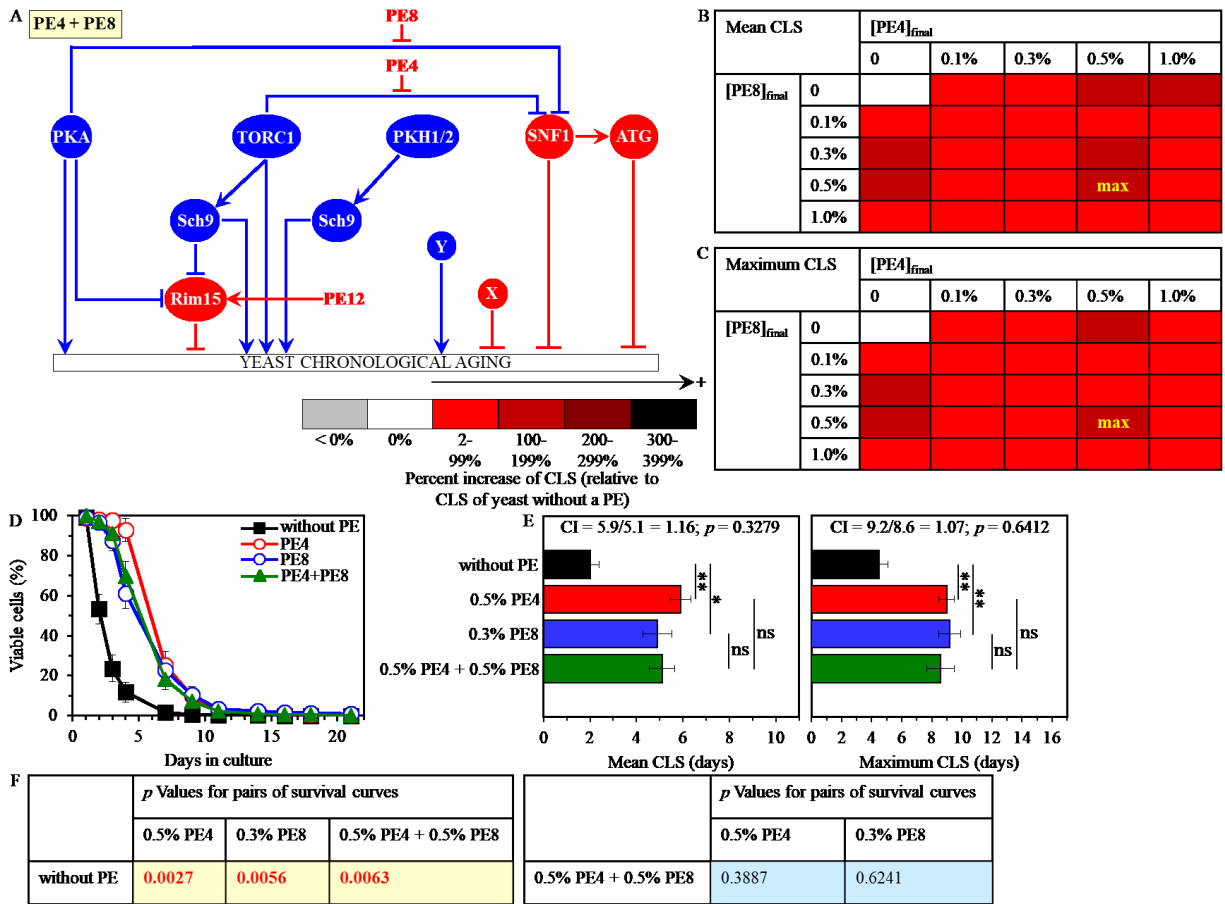 A
PE4 + PE8
PE8
PE4
PKA
TORC1
PKH1/2
SNF1
ATG
Sch9
Sch9
Y
Rim15
PE12
X
YEAST CHRONOLOGICAL AGING
+
< 0%
0%
2-
99%
100-
199%
200-
299%
300-
399%
Percent increase of CLS (relative to
CLS of yeast without a PE)
B
Mean CLS
[PE4]final
0 0.1% 0.3% 0.5% 1.0%
[PE8]final
0
0.1%
0.3%
0.5% max
1.0%
C
Maximum CLS
[PE4]final
0 0.1% 0.3% 0.5% 1.0%
[PE8]final
0
0.1%
0.3%
0.5% max
1.0%
D
Viable cells (%)
100
80
60
40
20
0
0 5 10 15 20
Days in culture
without PE
PE4
PE8
PE4+PE8
E
CI = 5.9/5.1 = 1.16; p = 0.3279
without PE
0.5% PE4
0.3% PE8
0.5% PE4 + 0.5% PE8
**
*
ns
ns
0 2 4 6 8 10
Mean CLS (days)
CI = 9.2/8.6 = 1.07; p = 0.6412
**
**
ns
ns
0 2 4 6 8 10 12 14 16
Maximum CLS (days)
F
p Values for pairs of survival curves
0.5% PE4 0.3% PE8 0.5% PE4 + 0.5% PE8
without PE 0.0027 0.0056 0.0063
p Values for pairs of survival curves
0.5% PE4 0.3% PE8
0.5% PE4 + 0.5% PE8 0.3887 0.6241